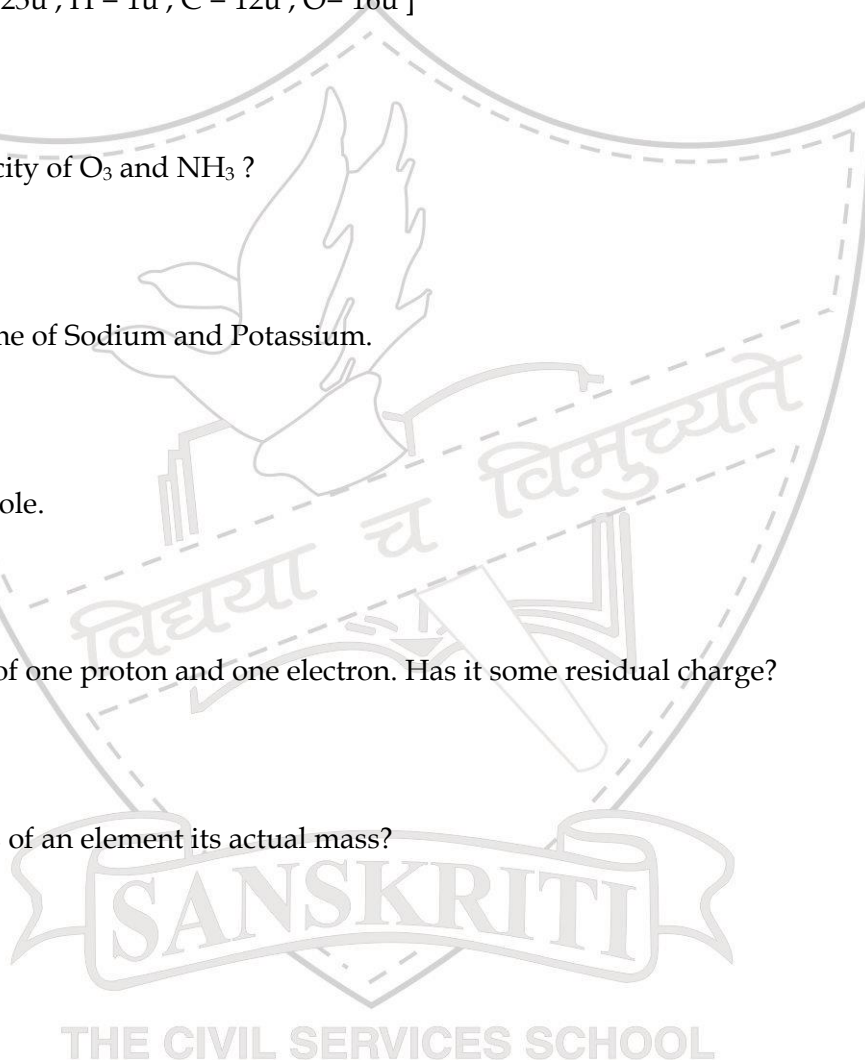 23u ; H = 1u ; C = 12u ; O= 16u ]
city of O₃ and NH₃ ?
me of Sodium and Potassium.
ole.
of one proton and one electron. Has it some residual charge?
of an element its actual mass?
विद्यया च विमुच्यते
SANSKRITI
THE CIVIL SERVICES SCHOOL